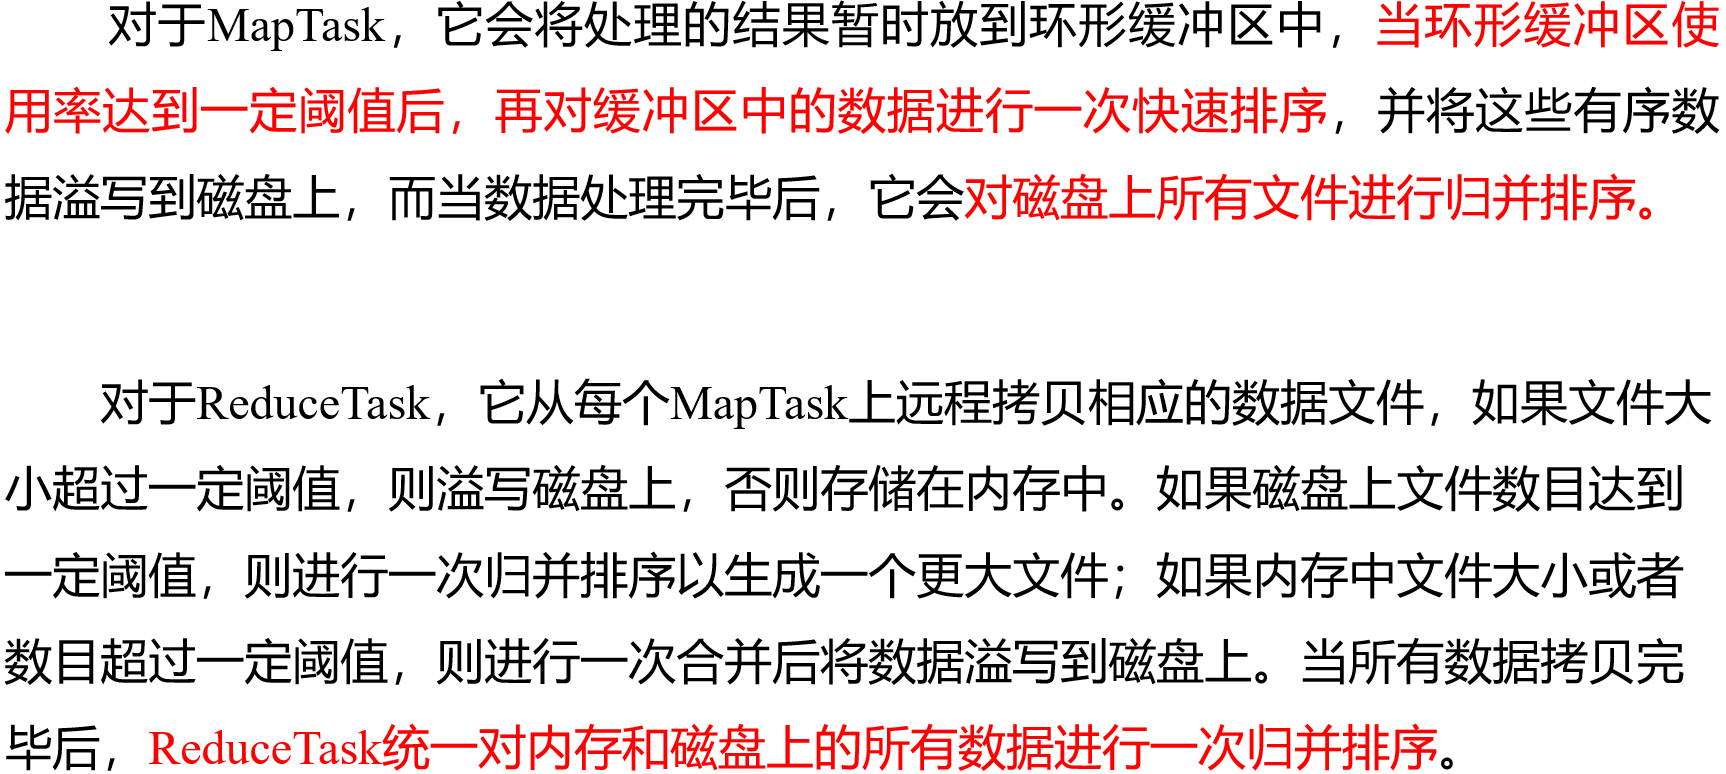 对于MapTask，它会将处理的结果暂时放到环形缓冲区中，当环形缓冲区使
用率达到一定阈值后，再对缓冲区中的数据进行一次快速排序，并将这些有序数
据溢写到磁盘上，而当数据处理完毕后，它会对磁盘上所有文件进行归并排序。
对于ReduceTask，它从每个MapTask上远程拷贝相应的数据文件，如果文件大
小超过一定阈值，则溢写磁盘上，否则存储在内存中。如果磁盘上文件数目达到
一定阈值，则进行一次归并排序以生成一个更大文件；如果内存中文件大小或者
数目超过一定阈值，则进行一次合并后将数据溢写到磁盘上。当所有数据拷贝完
毕后，ReduceTask统一对内存和磁盘上的所有数据进行一次归并排序。